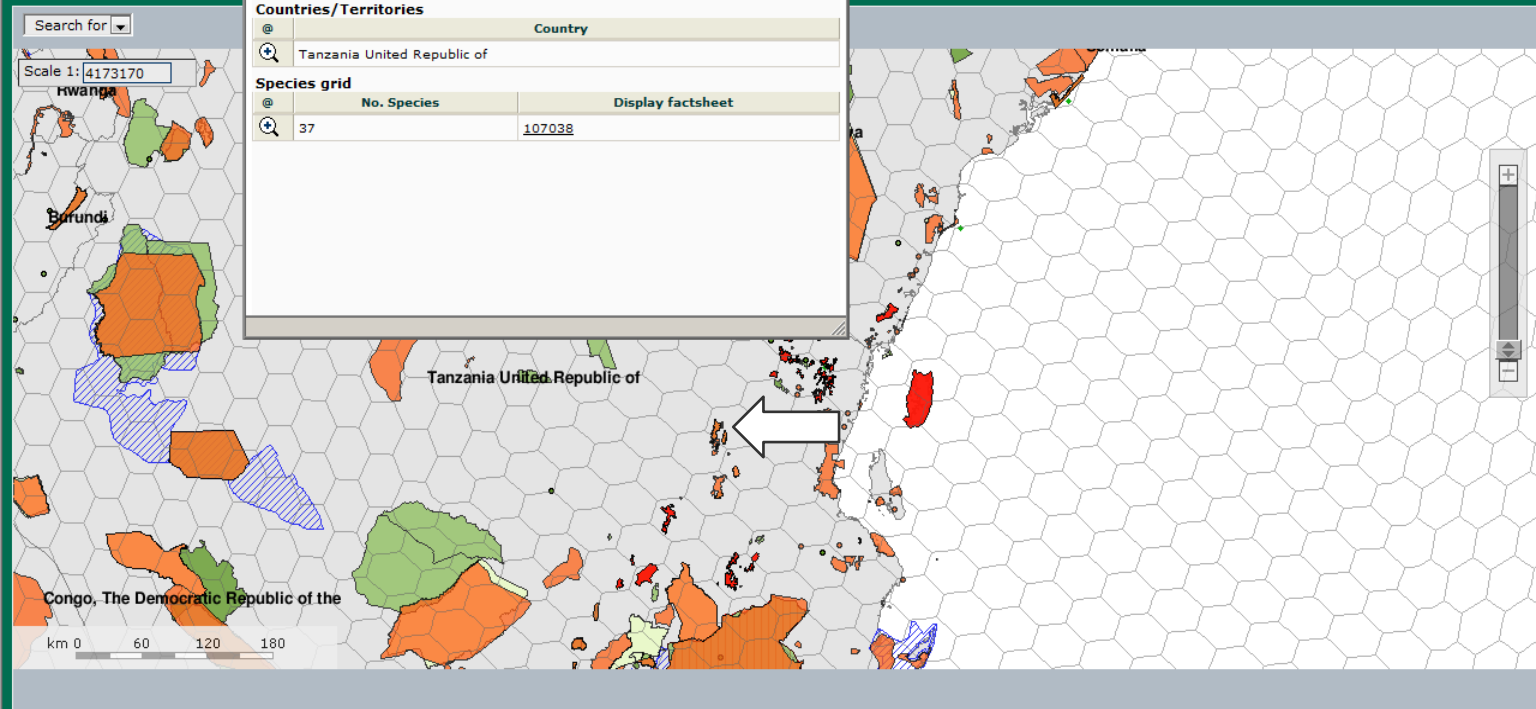 Countries/Territories
Search for
@ Country
Tanzania United Republic of
Somalia
Scale 1: 4173170
Species grid
Rwanda
@ No. Species Display factsheet
37 107038
Burundi
Tanzania United Republic of
Congo, The Democratic Republic of the
km 0 60 120 180